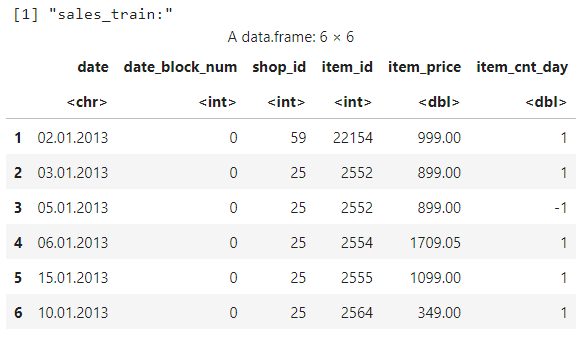 [1] "sales_train:"
A data.frame: 6 × 6
date date_block_num shop_id item_id item_price item_cnt_day
<chr> <int> <int> <int> <dbl> <dbl>
1 02.01.2013 0 59 22154 999.00 1
2 03.01.2013 0 25 2552 899.00 1
3 05.01.2013 0 25 2552 899.00 -1
4 06.01.2013 0 25 2554 1709.05 1
5 15.01.2013 0 25 2555 1099.00 1
6 10.01.2013 0 25 2564 349.00 1